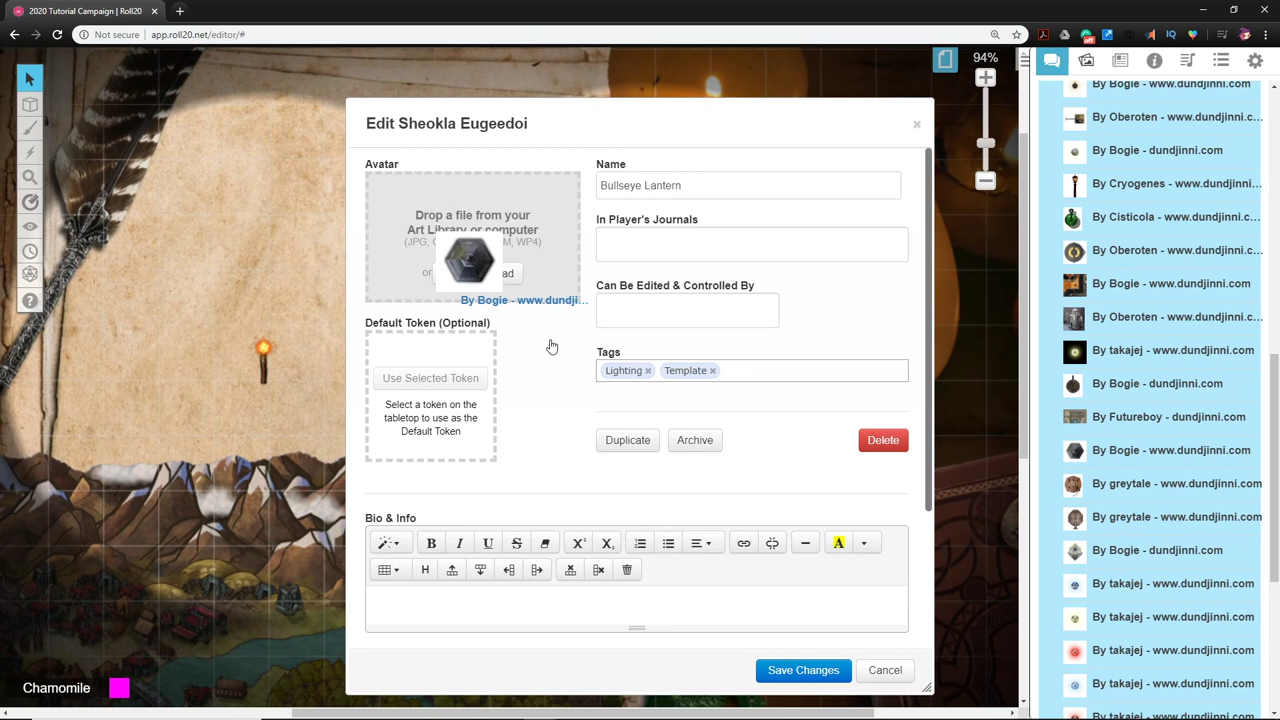 2020 Tutorial Campaign | Roll20
Not secure
app.roll20.net/editor/#
94%
Edit Sheokla Eugeedoi
Avatar
Drop a file from your
Art Library or computer
or
ad
By Bogie - www.dundji...
Default Token (Optional)
Use Selected Token
Select a token on the
tabletop to use as the
Default Token
Name
Bullseye Lantern
In Player's Journals
Can Be Edited & Controlled By
Tags
Lighting
Template
Duplicate
Archive
Delete
Bio & Info
B I U S X² X₂ A
H
Save Changes
Cancel
Chamomile
By Bogie - www.dundjinni.com
By Oberoten - www.dundjinni.c...
By Bogie - dundjinni.com
By Cryogenes - www.dundjinni...
By Cisticola - www.dundjinni.c...
By Oberoten - www.dundjinni.c...
By Bogie - www.dundjinni.com
By Oberoten - www.dundjinni.c...
By takajej - www.dundjinni.com
By Bogie - dundjinni.com
By Futureboy - dundjinni.com
By Bogie - www.dundjinni.com
By greytale - www.dundjinni.com
By greytale - www.dundjinni.com
By Bogie - dundjinni.com
By takajej - www.dundjinni.com
By takajej - www.dundjinni.com
By takajej - www.dundjinni.com
By takajej - www.dundjinni.com
By takajej - www.dundjinni.com